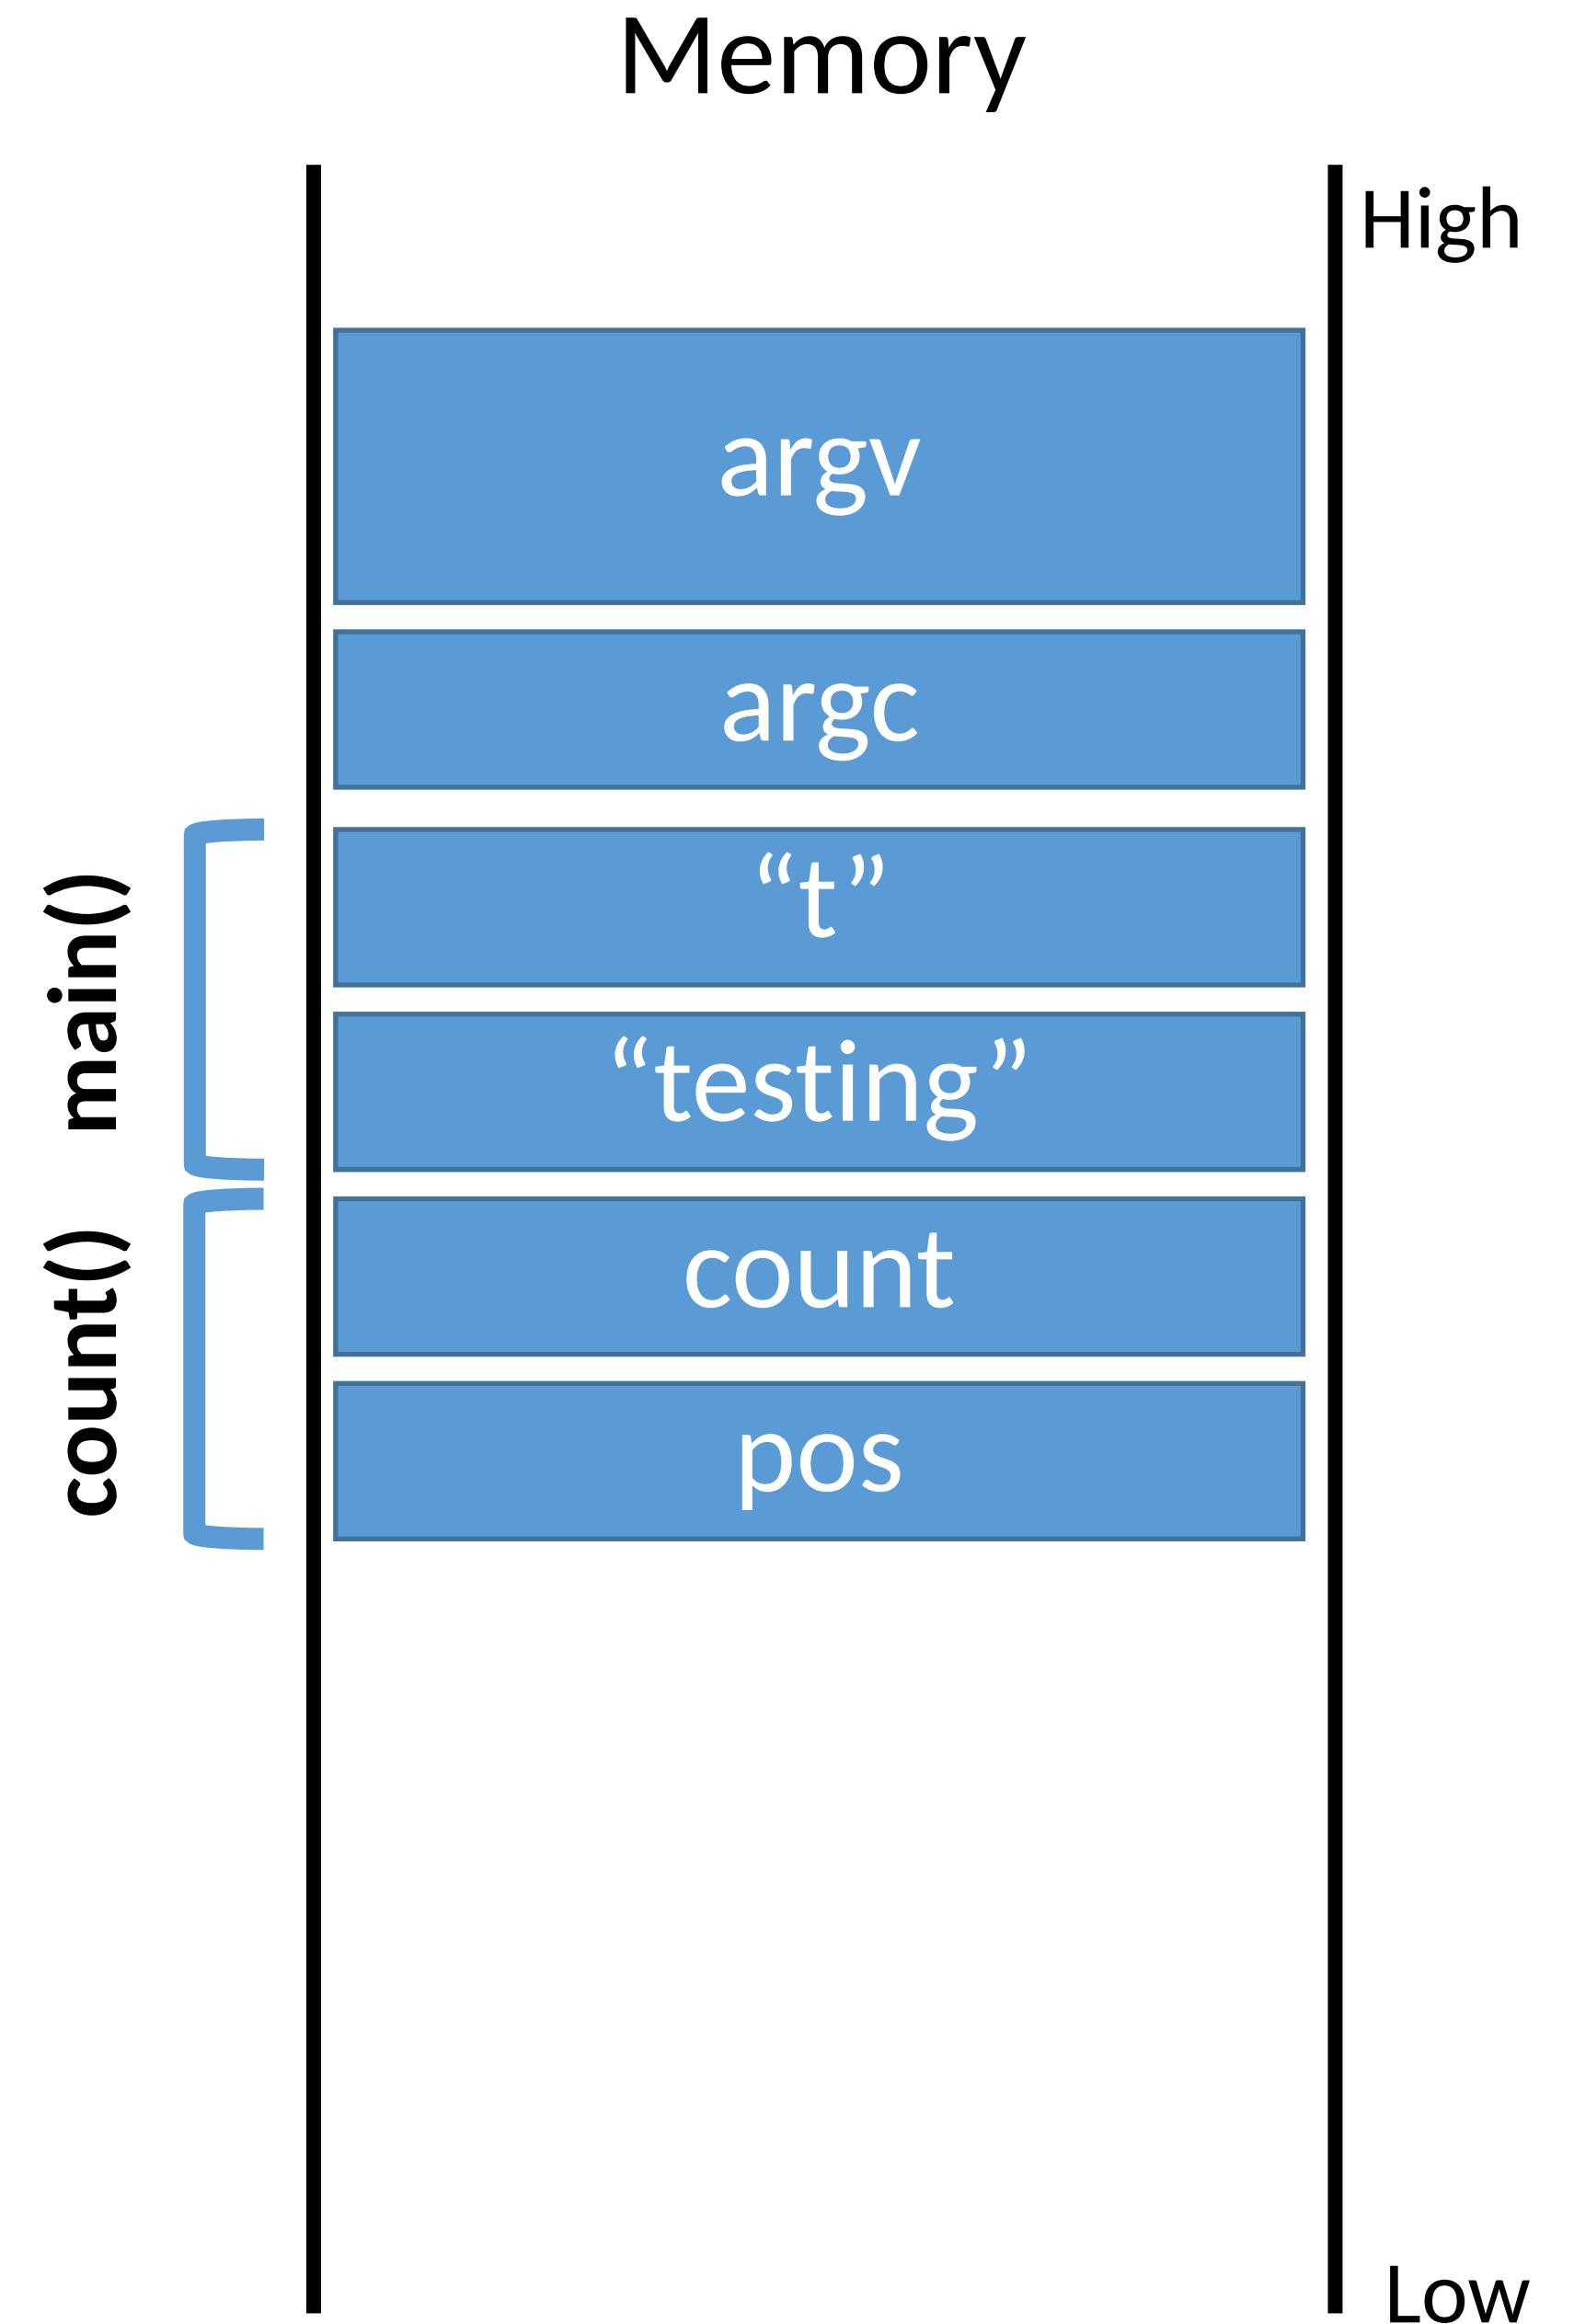 Memory
High
argv
argc
main()
“t”
“testing”
count()
count
pos
Low